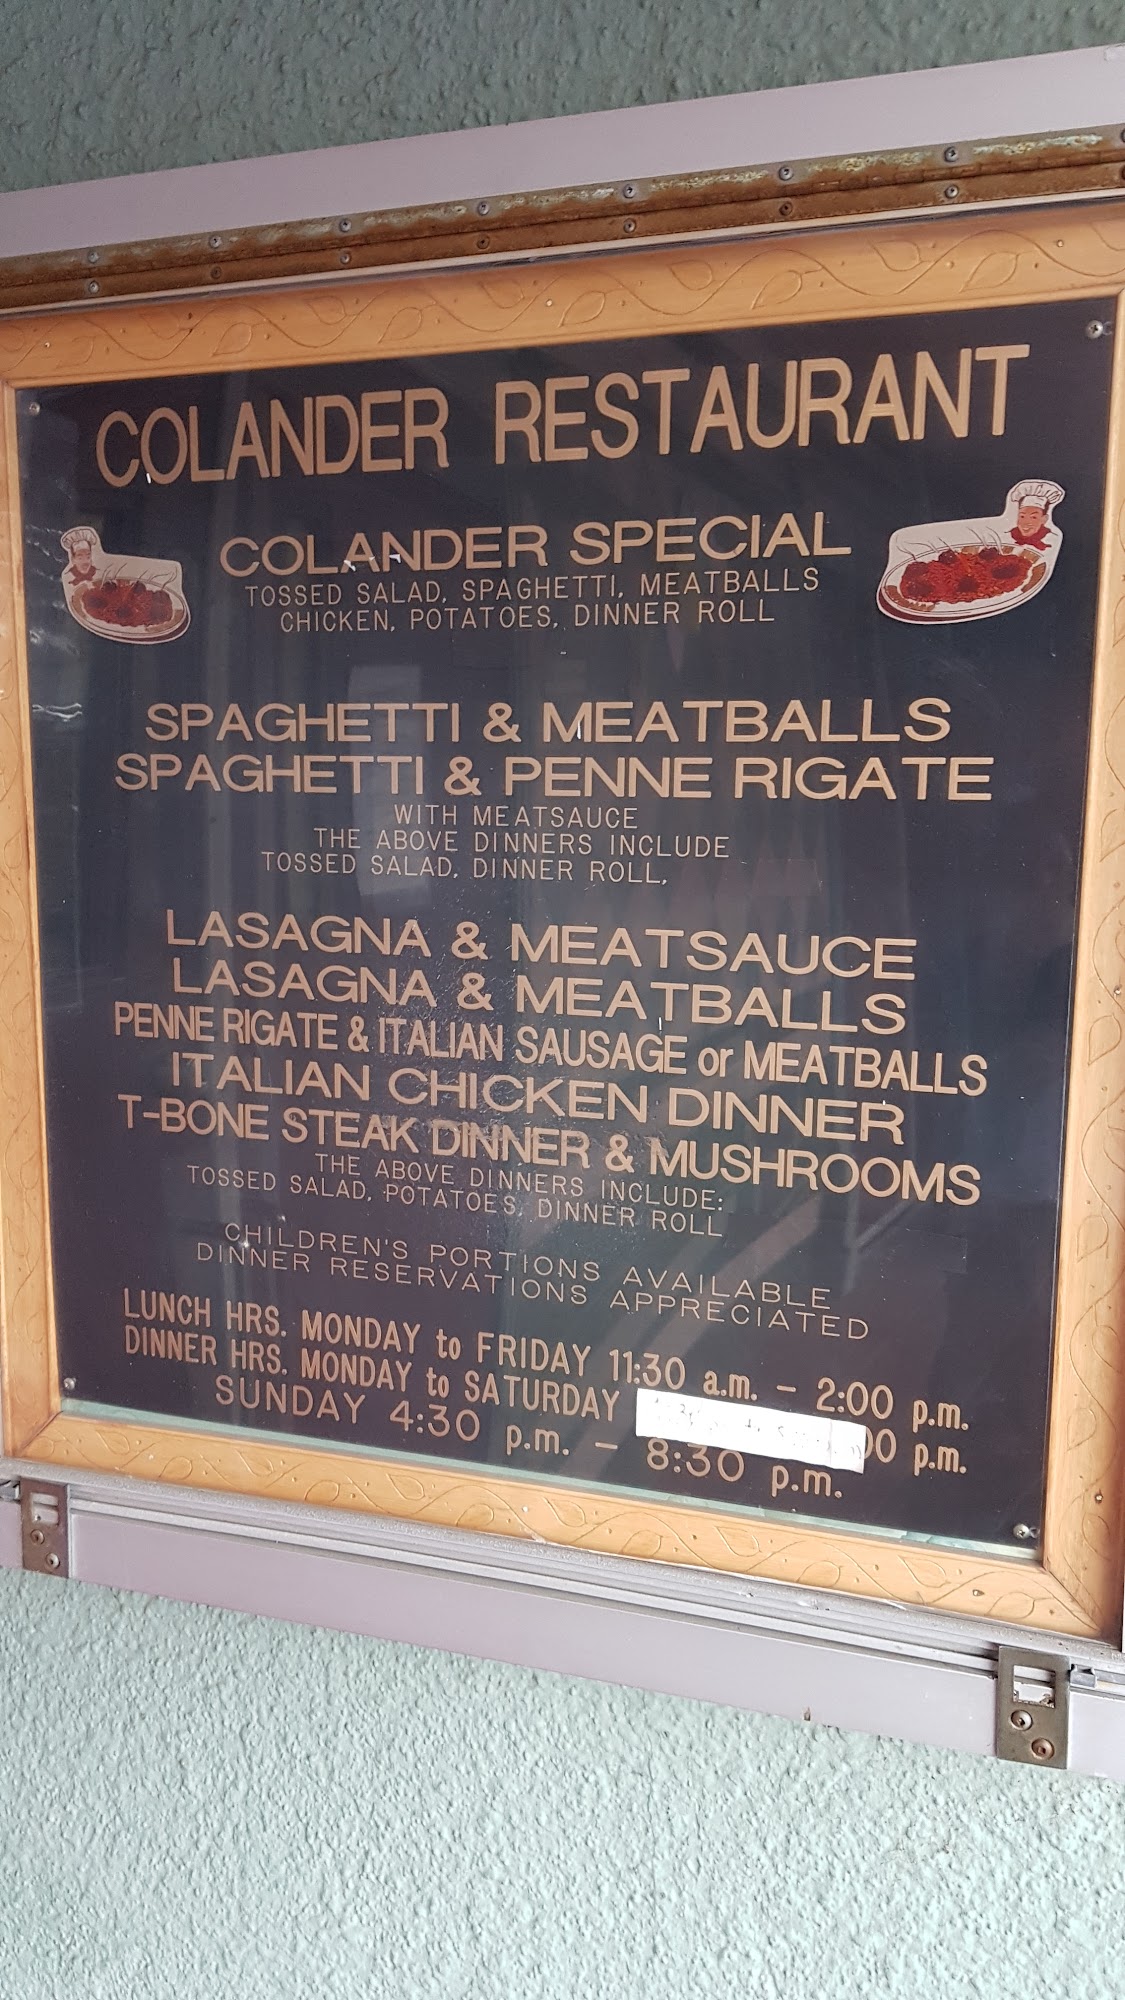 COLANDER RESTAURANT
COLANDER SPECIAL
TOSSED SALAD, SPAGHETTI, MEATBALLS
CHICKEN, POTATOES, DINNER ROLL
SPAGHETTI & MEATBALLS
SPAGHETTI & PENNE RIGATE
WITH MEATSAUCE
THE ABOVE DINNERS INCLUDE
TOSSED SALAD, DINNER ROLL,
LASAGNA & MEATSAUCE
LASAGNA & MEATBALLS
PENNE RIGATE & ITALIAN SAUSAGE or MEATBALLS
ITALIAN CHICKEN DINNER
T-BONE STEAK DINNER & MUSHROOMS
THE ABOVE DINNERS INCLUDE:
TOSSED SALAD, POTATOES, DINNER ROLL
CHILDREN'S PORTIONS AVAILABLE
DINNER RESERVATIONS APPRECIATED
LUNCH HRS. MONDAY to FRIDAY 11:30 a.m. – 2:00 p.m.
DINNER HRS. MONDAY to SATURDAY p.m.
SUNDAY 4:30 p.m. – 8:30 p.m.